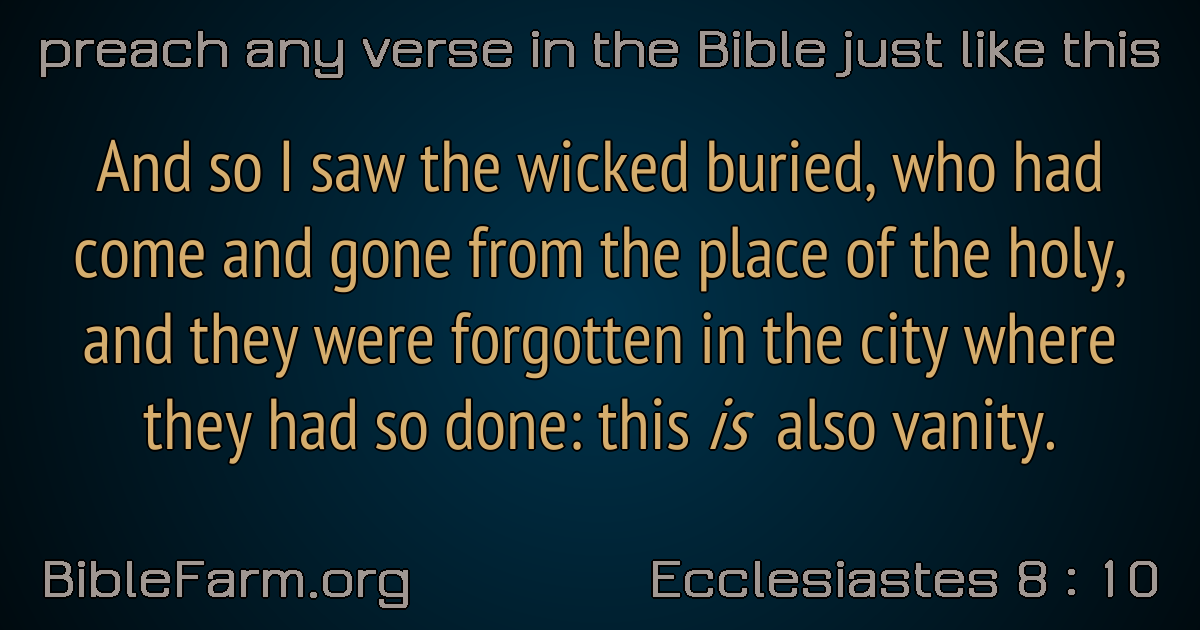 preach any verse in the Bible just like this
And so I saw the wicked buried, who had
come and gone from the place of the holy,
and they were forgotten in the city where
they had so done: this is also vanity.
BibleFarm.org
Ecclesiastes 8 : 10